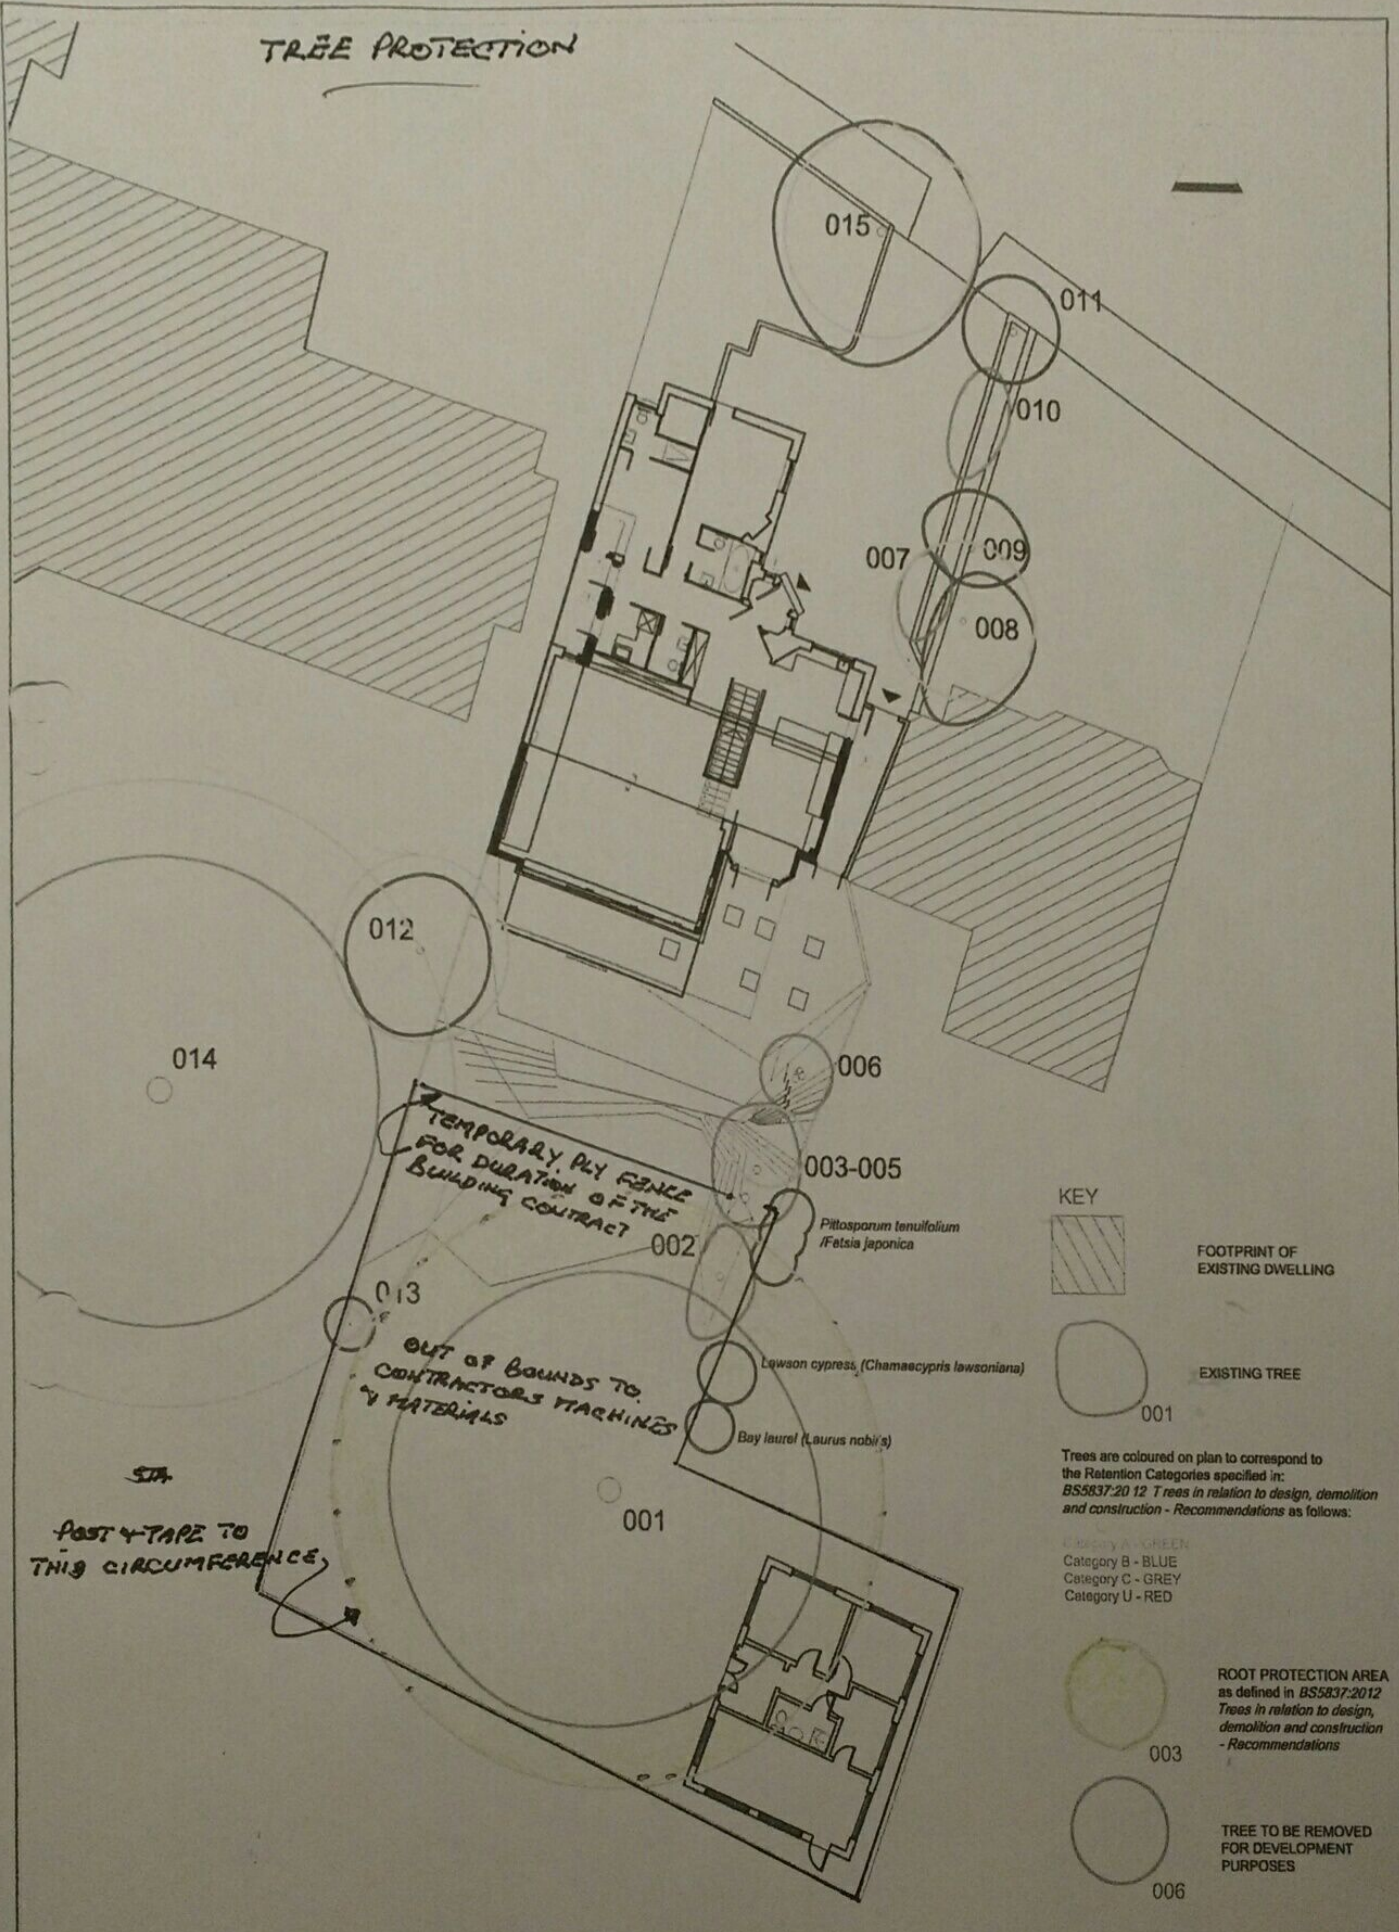 TREE PROTECTION
015
011
010
007
009
008
012
014
006
TEMPORARY PLY FENCE
FOR DURATION OF THE
BUILDING CONTRACT
003-005
002
Pittosporum tenuifolium
/Fatsia japonica
013
OUT OF BOUNDS TO
CONTRACTORS MACHINES
& MATERIALS
Lawson cypress (Chamaecypris lawsoniana)
Bay laurel (Laurus nobilis)
001
POST & TAPE TO
THIS CIRCUMFERENCE
KEY
FOOTPRINT OF
EXISTING DWELLING
EXISTING TREE
001
Trees are coloured on plan to correspond to
the Retention Categories specified in:
BS5837:20 12 T rees in relation to design, demolition
and construction - Recommendations as follows:
Category A - GREEN
Category B - BLUE
Category C - GREY
Category U - RED
ROOT PROTECTION AREA
as defined in BS5837:2012
Trees in relation to design,
demolition and construction
- Recommendations
003
TREE TO BE REMOVED
FOR DEVELOPMENT
PURPOSES
006